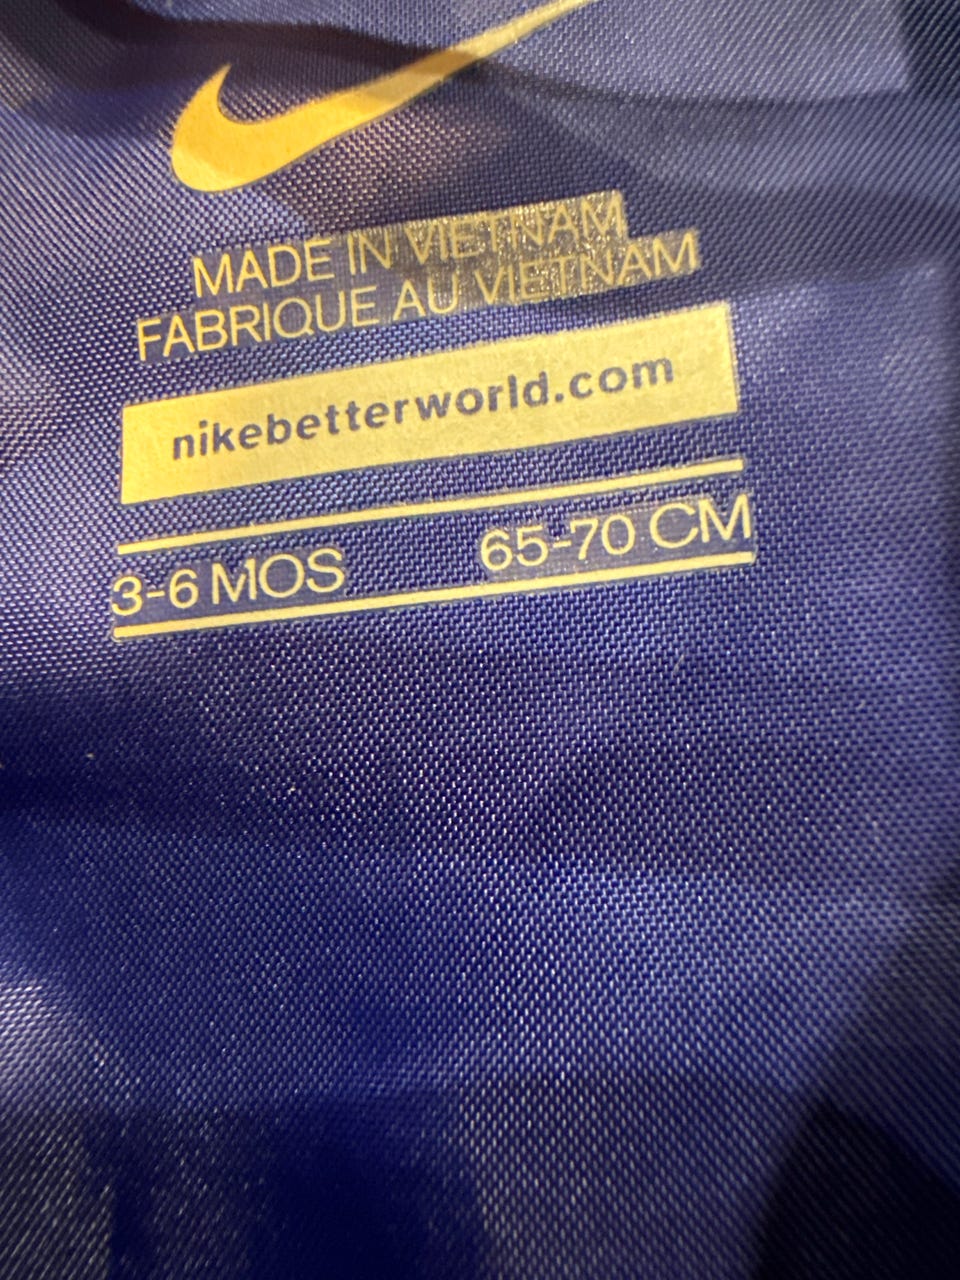 MADE IN VIETNAM
FABRIQUE AU VIETNAM
nikebetterworld.com
3-6 MOS 65-70 CM